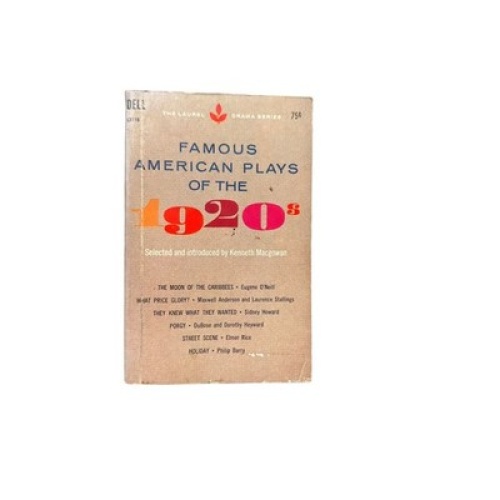 DELL
THE LAUREL DRAMA SERIES
75¢
FAMOUS
AMERICAN PLAYS
OF THE
1920s
Selected and introduced by Kenneth Macgowan
THE MOON OF THE CARIBBEES • Eugene O'Neill
WHAT PRICE GLORY? • Maxwell Anderson and Laurence Stallings
THEY KNEW WHAT THEY WANTED • Sidney Howard
PORGY • DuBose and Dorothy Heyward
STREET SCENE • Elmer Rice
HOLIDAY • Philip Barry